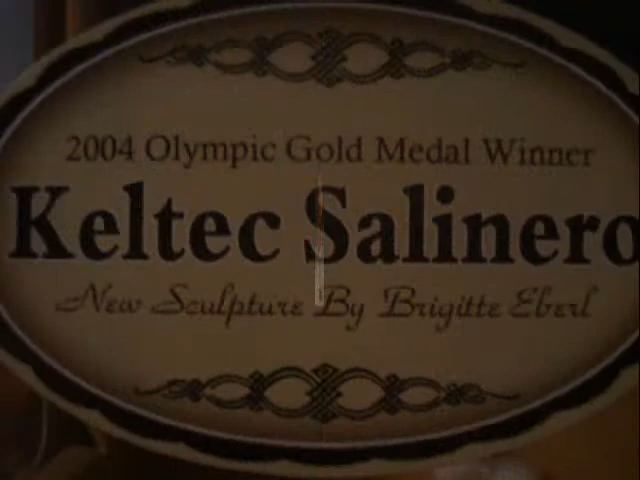 2004 Olympic Gold Medal Winner
Keltec Salinero
New Sculpture By Brigitte Eberl